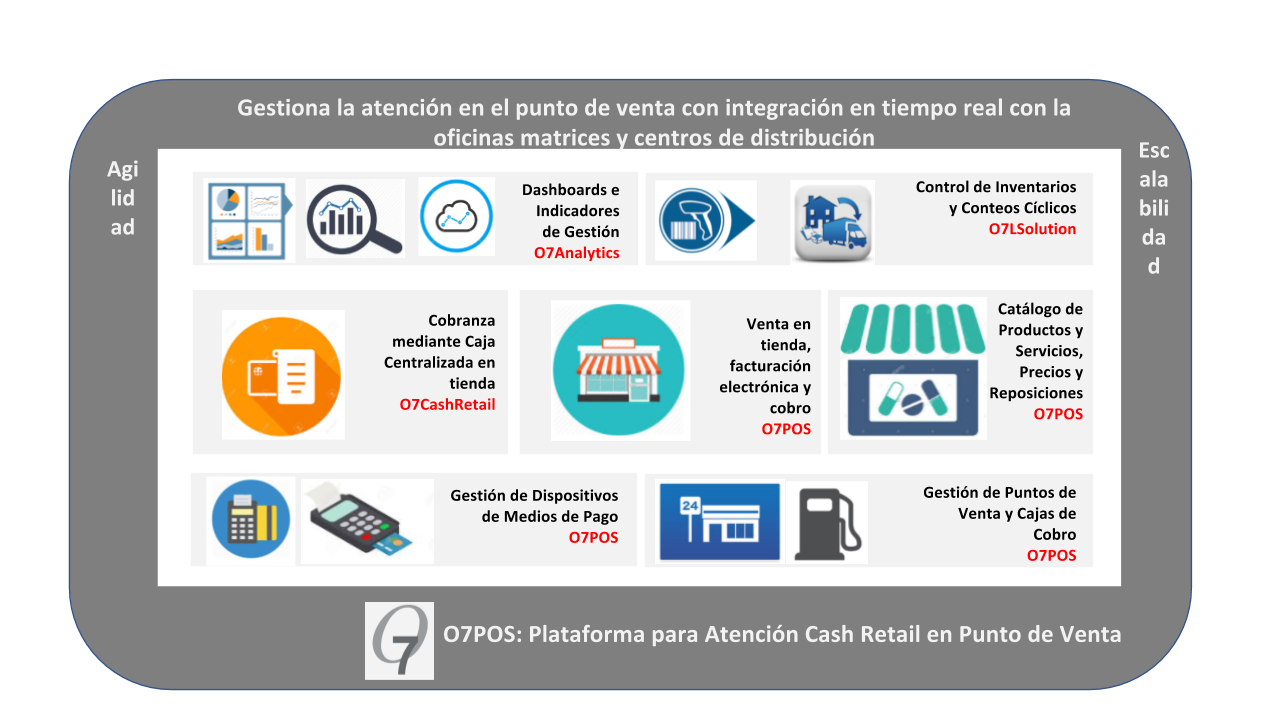 Gestiona la atención en el punto de venta con integración en tiempo real con la
oficinas matrices y centros de distribución
Agi
lid
ad
Esc
ala
bili
da
d
Dashboards e
Indicadores
de Gestión
O7Analytics
Control de Inventarios
y Conteos Cíclicos
O7LSolution
Cobranza
mediante Caja
Centralizada en
tienda
O7CashRetail
Venta en
tienda,
facturación
electrónica y
cobro
O7POS
Catálogo de
Productos y
Servicios,
Precios y
Reposiciones
O7POS
Gestión de Dispositivos
de Medios de Pago
O7POS
24
Gestión de Puntos de
Venta y Cajas de
Cobro
O7POS
O7
O7POS: Plataforma para Atención Cash Retail en Punto de Venta